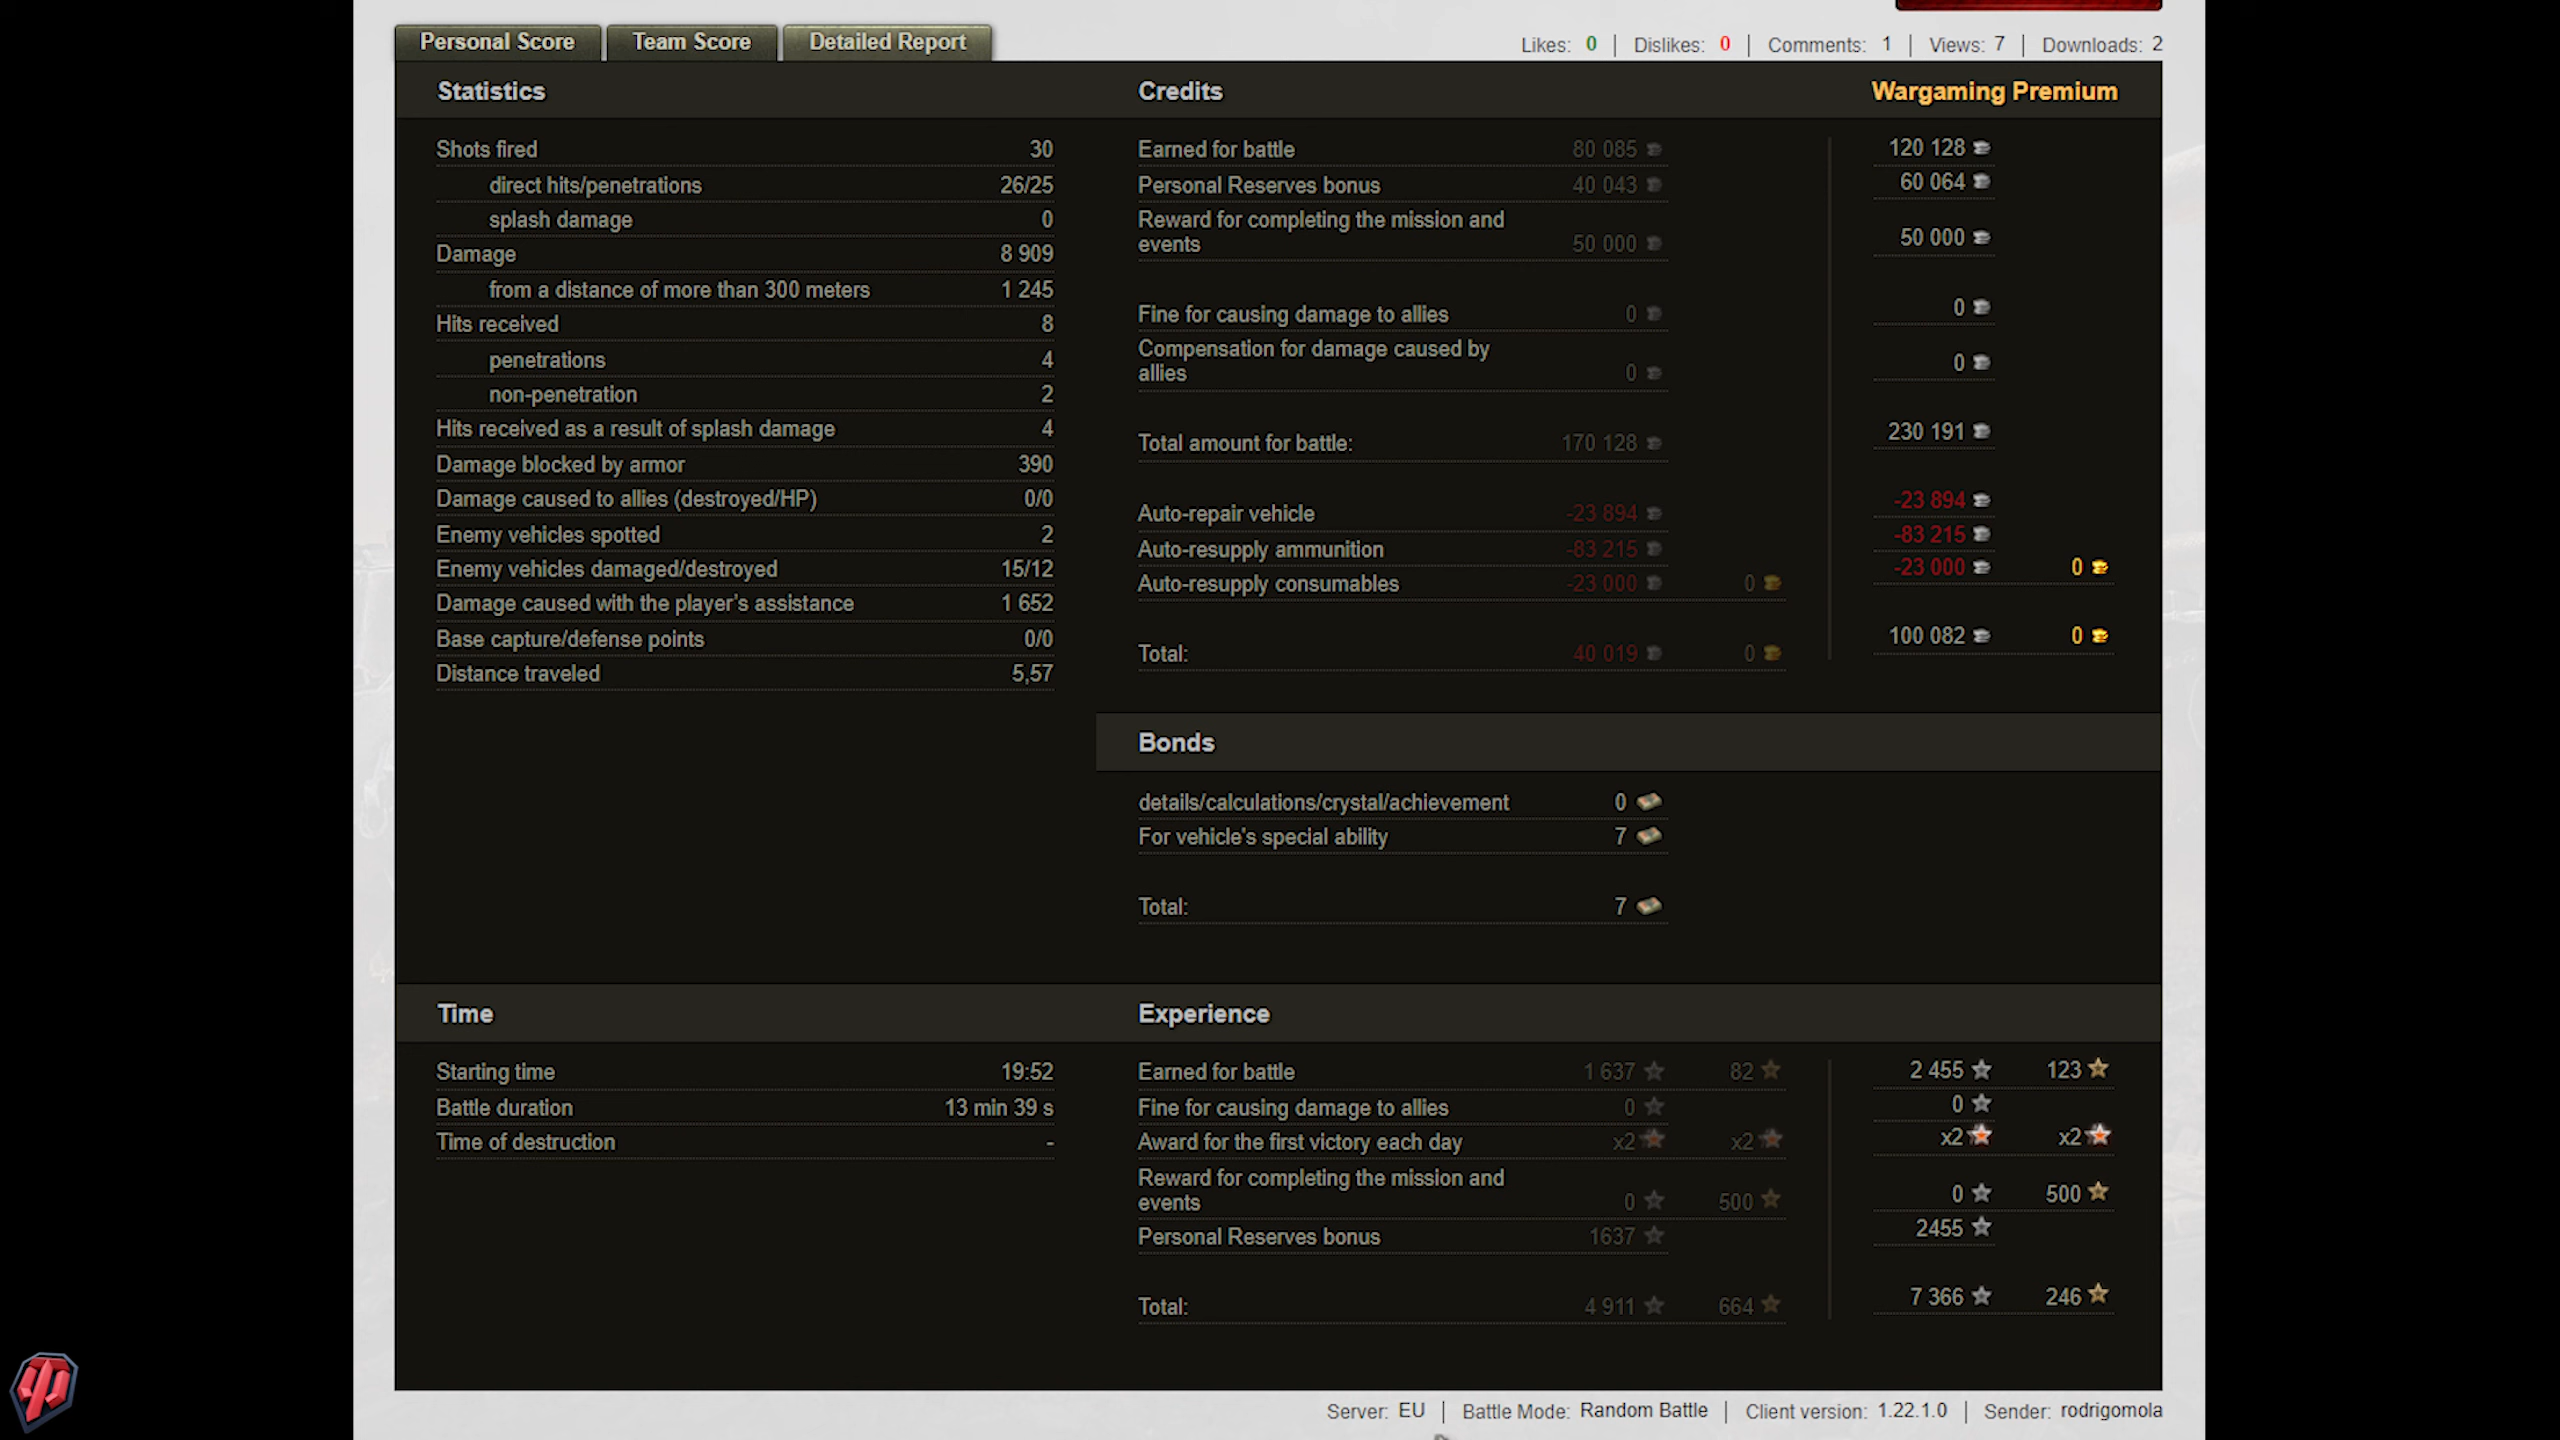 Personal Score Team Score Detailed Report
Likes: 0 | Dislikes: 0 | Comments: 1 | Views: 7 | Downloads: 2
Statistics
Shots fired 30
direct hits/penetrations 26/25
splash damage 0
Damage 8 909
from a distance of more than 300 meters 1 245
Hits received 8
penetrations 4
non-penetration 2
Hits received as a result of splash damage 4
Damage blocked by armor 390
Damage caused to allies (destroyed/HP) 0/0
Enemy vehicles spotted 2
Enemy vehicles damaged/destroyed 15/12
Damage caused with the player's assistance 1 652
Base capture/defense points 0/0
Distance traveled 5,57
Credits Wargaming Premium
Earned for battle 80 085 120 128
Personal Reserves bonus 40 043 60 064
Reward for completing the mission and
events 50 000 50 000
Fine for causing damage to allies 0 0
Compensation for damage caused by
allies 0 0
Total amount for battle: 170 128 230 191
Auto-repair vehicle -23 894 -23 894
Auto-resupply ammunition -83 215 -83 215
Auto-resupply consumables -23 000 0 -23 000 0
Total: 40 019 0 100 082 0
Bonds
details/calculations/crystal/achievement 0
For vehicle's special ability 7
Total: 7
Time
Starting time 19:52
Battle duration 13 min 39 s
Time of destruction -
Experience
Earned for battle 1 637 82 2 455 123
Fine for causing damage to allies 0 0
Award for the first victory each day x2 x2 x2 x2
Reward for completing the mission and
events 0 500 0 500
Personal Reserves bonus 1637 2455
Total: 4 911 664 7 366 246
Server: EU | Battle Mode: Random Battle | Client version: 1.22.1.0 | Sender: rodrigomola